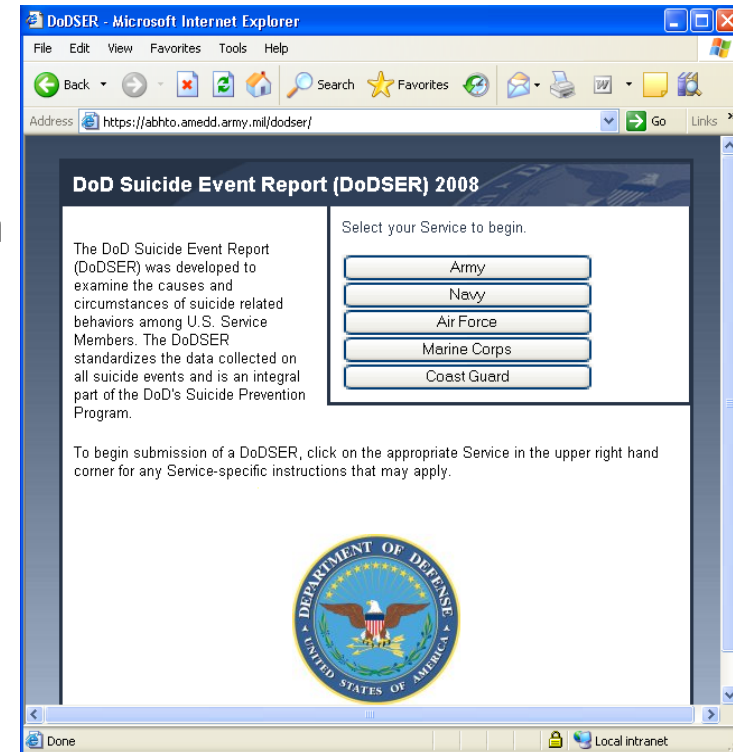 DoDSER - Microsoft Internet Explorer
File Edit View Favorites Tools Help
Back Search Favorites
Address https://abhto.amedd.army.mil/dodser/ Go Links
DoD Suicide Event Report (DoDSER) 2008
The DoD Suicide Event Report
(DoDSER) was developed to
examine the causes and
circumstances of suicide related
behaviors among U.S. Service
Members. The DoDSER
standardizes the data collected on
all suicide events and is an integral
part of the DoD's Suicide Prevention
Program.
Select your Service to begin.
Army
Navy
Air Force
Marine Corps
Coast Guard
To begin submission of a DoDSER, click on the appropriate Service in the upper right hand
corner for any Service-specific instructions that may apply.
DEPARTMENT OF DEFENSE
UNITED STATES OF AMERICA
Done Local intranet